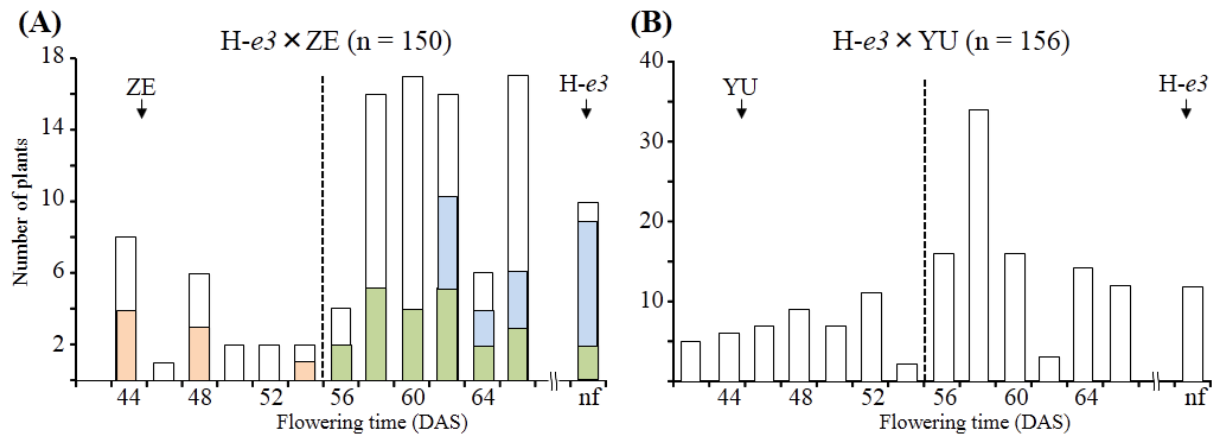 (A)
H-e3 × ZE (n = 150)
Number of plants
18
14
10
6
2
ZE
H-e3
44 48 52 56 60 64 nf
Flowering time (DAS)
(B)
H-e3 × YU (n = 156)
40
30
20
10
YU
H-e3
44 48 52 56 60 64 nf
Flowering time (DAS)